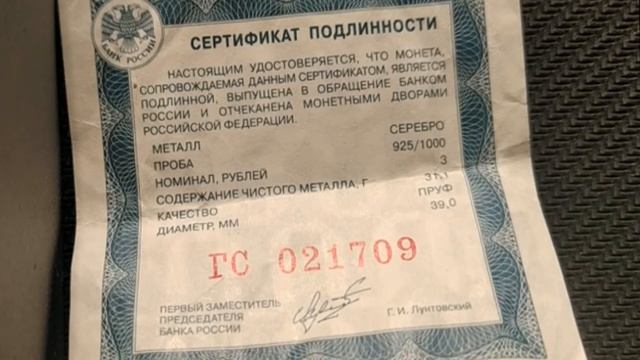 БАНК РОССИИ
СЕРТИФИКАТ ПОДЛИННОСТИ
НАСТОЯЩИМ УДОСТОВЕРЯЕТСЯ, ЧТО МОНЕТА,
СОПРОВОЖДАЕМАЯ ДАННЫМ СЕРТИФИКАТОМ, ЯВЛЯЕТСЯ
ПОДЛИННОЙ, ВЫПУЩЕНА В ОБРАЩЕНИЕ БАНКОМ
РОССИИ И ОТЧЕКАНЕНА МОНЕТНЫМИ ДВОРАМИ
РОССИЙСКОЙ ФЕДЕРАЦИИ.
МЕТАЛЛ СЕРЕБРО
ПРОБА 925/1000
НОМИНАЛ, РУБЛЕЙ 3
СОДЕРЖАНИЕ ЧИСТОГО МЕТАЛЛА, Г 31,1
КАЧЕСТВО ПРУФ
ДИАМЕТР, ММ 39,0
ГС 021709
ПЕРВЫЙ ЗАМЕСТИТЕЛЬ
ПРЕДСЕДАТЕЛЯ
БАНКА РОССИИ Г. И. Лунтовский